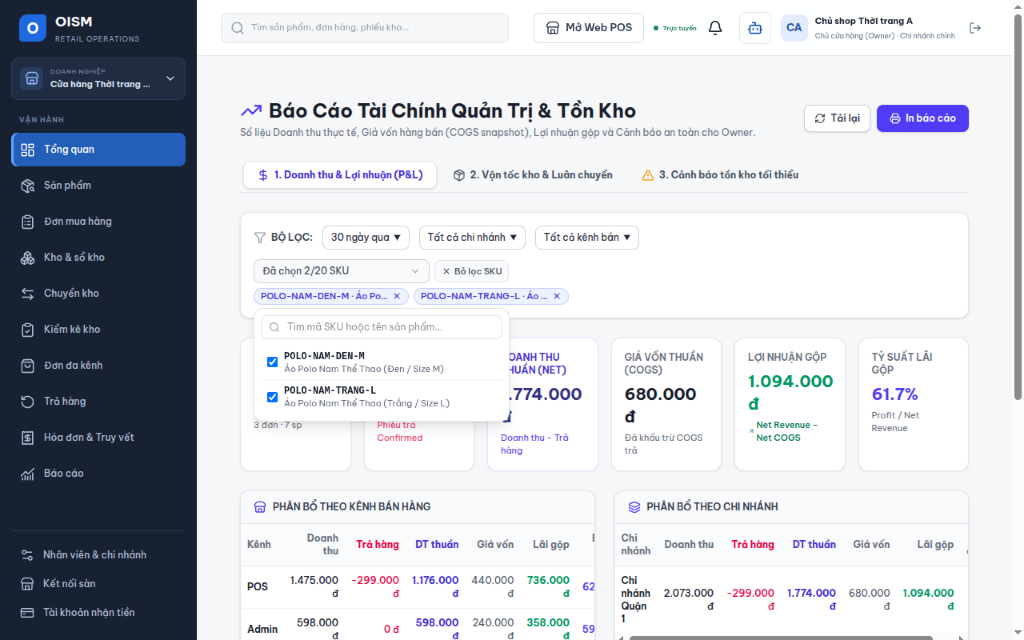 OISM
RETAIL OPERATIONS
DOANH NGHIỆP
Cửa hàng Thời trang ...
VẬN HÀNH
Tổng quan
Sản phẩm
Đơn mua hàng
Kho & sổ kho
Chuyển kho
Kiểm kê kho
Đơn đa kênh
Trả hàng
Hóa đơn & Truy vết
Báo cáo
Nhân viên & chi nhánh
Kết nối sàn
Tài khoản nhận tiền
Tìm sản phẩm, đơn hàng, phiếu kho...
Mở Web POS
Trực tuyến
CA
Chủ shop Thời trang A
Chủ cửa hàng (Owner) · Chi nhánh chính
Báo Cáo Tài Chính Quản Trị & Tồn Kho
Số liệu Doanh thu thực tế, Giá vốn hàng bán (COGS snapshot), Lợi nhuận gộp và Cảnh báo an toàn cho Owner.
Tải lại
In báo cáo
1. Doanh thu & Lợi nhuận (P&L)
2. Vận tốc kho & Luân chuyển
3. Cảnh báo tồn kho tối thiểu
BỘ LỌC:
30 ngày qua ▼
Tất cả chi nhánh ▼
Tất cả kênh bán ▼
Đã chọn 2/20 SKU
✕ Bỏ lọc SKU
POLO-NAM-DEN-M · Áo Po... ✕
POLO-NAM-TRANG-L · Áo ... ✕
Tìm mã SKU hoặc tên sản phẩm...
POLO-NAM-DEN-M
Áo Polo Nam Thể Thao (Đen / Size M)
POLO-NAM-TRANG-L
Áo Polo Nam Thể Thao (Trắng / Size L)
3 đơn · 7 sp
Phiếu trả
Confirmed
OANH THU
HUẦN (NET)
.774.000
đ
Doanh thu - Trả
hàng
GIÁ VỐN THUẦN
(COGS)
680.000
đ
Đã khấu trừ COGS
trả
LỢI NHUẬN GỘP
1.094.000
đ
Net Revenue -
Net COGS
TỶ SUẤT LÃI
GỘP
61.7%
Profit / Net
Revenue
PHÂN BỔ THEO KÊNH BÁN HÀNG
Kênh Doanh thu Trả hàng DT thuần Giá vốn Lãi gộp
POS 1.475.000 đ -299.000 đ 1.176.000 đ 440.000 đ 736.000 đ 62
Admin 598.000 đ 0 đ 598.000 đ 240.000 đ 358.000 đ 59
PHÂN BỔ THEO CHI NHÁNH
Chi nhánh Doanh thu Trả hàng DT thuần Giá vốn Lãi gộp
Chi nhánh Quận 1 2.073.000 đ -299.000 đ 1.774.000 đ 680.000 đ 1.094.000 đ